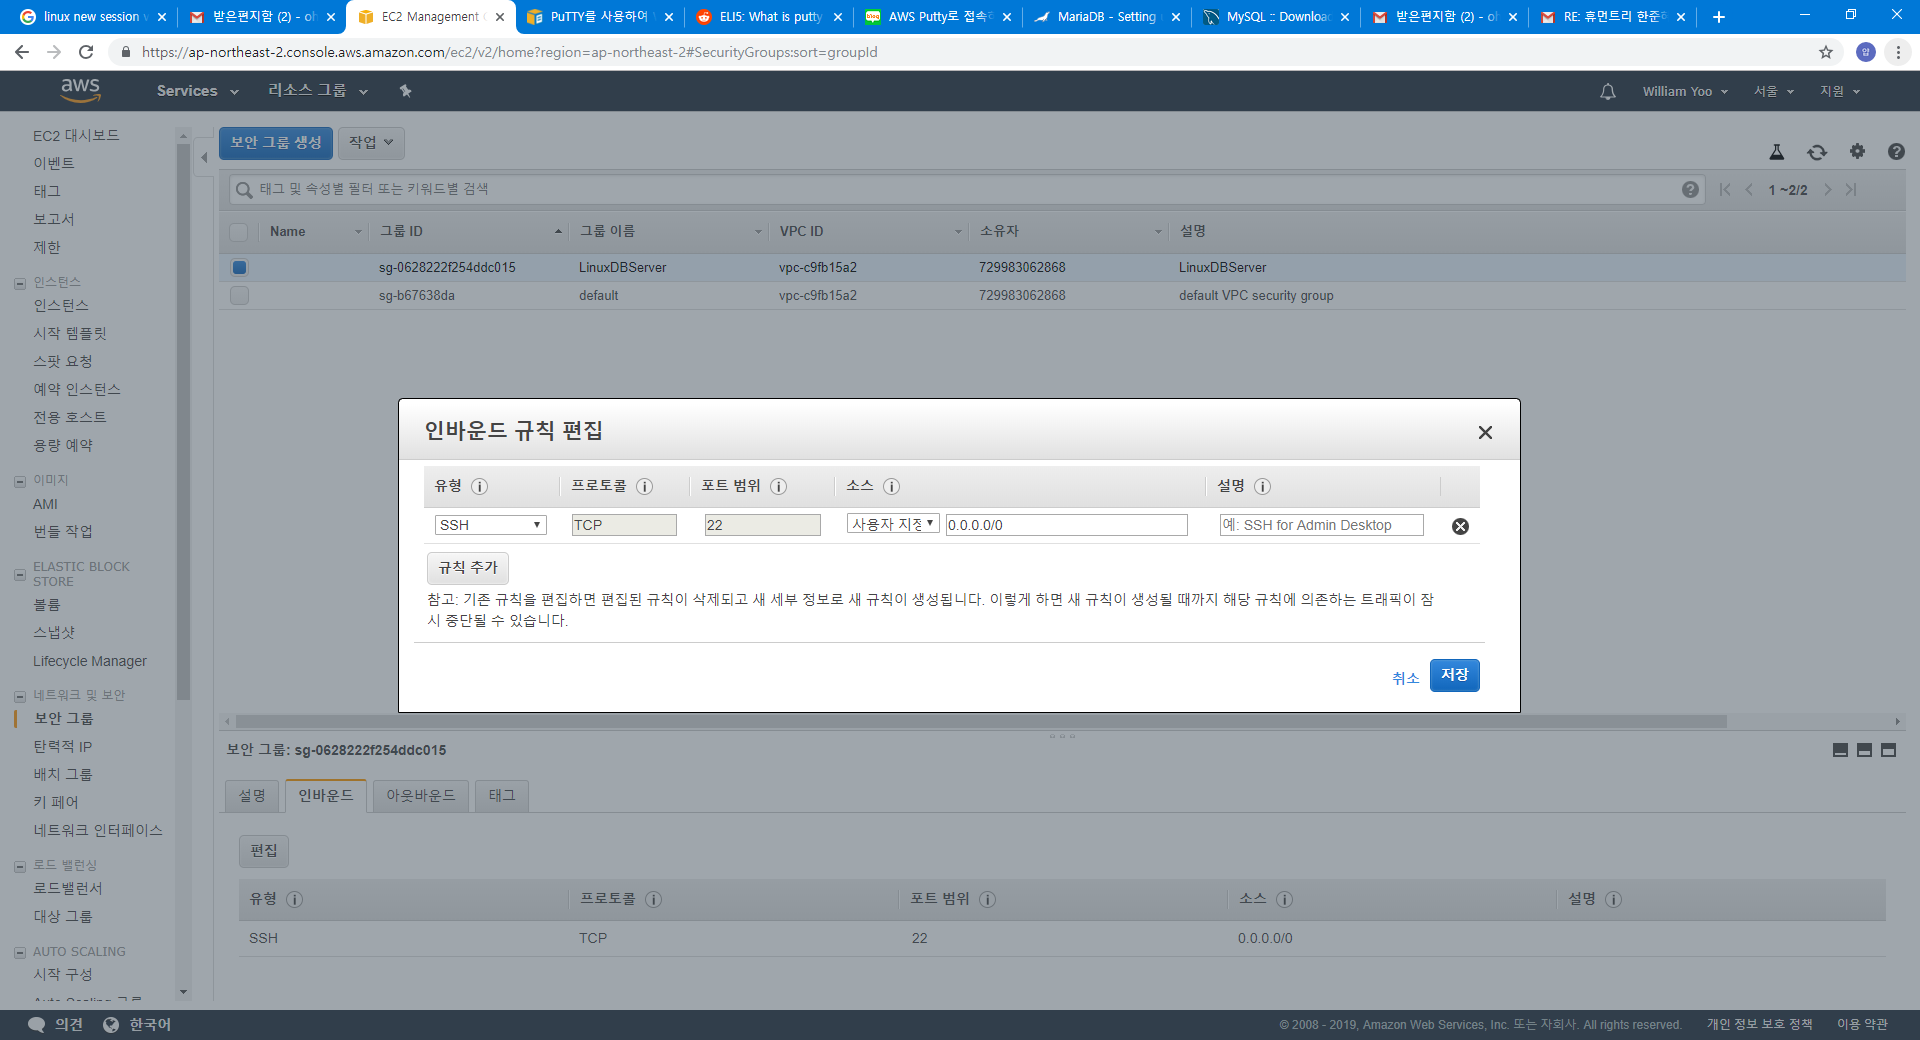 linux new session v
받은편지함 (2) - oh
EC2 Management C
PuTTY를 사용하여 
ELI5: What is putty
AWS Putty로 접속하
MariaDB - Setting
MySQL :: Download
받은편지함 (2) - oh
RE: 휴먼트리 한준희
https://ap-northeast-2.console.aws.amazon.com/ec2/v2/home?region=ap-northeast-2#SecurityGroups:sort=groupId
aws
Services
리소스 그룹
William Yoo
서울
지원
EC2 대시보드
이벤트
태그
보고서
제한
인스턴스
인스턴스
시작 템플릿
스팟 요청
예약 인스턴스
전용 호스트
용량 예약
이미지
AMI
번들 작업
ELASTIC BLOCK
STORE
볼륨
스냅샷
Lifecycle Manager
네트워크 및 보안
보안 그룹
탄력적 IP
배치 그룹
키 페어
네트워크 인터페이스
로드 밸런싱
로드밸런서
대상 그룹
AUTO SCALING
시작 구성
Auto Scaling 그룹
보안 그룹 생성
작업
태그 및 속성별 필터 또는 키워드별 검색
1 ~2/2
Name 그룹 ID 그룹 이름 VPC ID 소유자 설명
sg-0628222f254ddc015 LinuxDBServer vpc-c9fb15a2 729983062868 LinuxDBServer
sg-b67638da default vpc-c9fb15a2 729983062868 default VPC security group
인바운드 규칙 편집
유형 프로토콜 포트 범위 소스 설명
SSH TCP 22 사용자 지정 0.0.0.0/0 예: SSH for Admin Desktop
규칙 추가
참고: 기존 규칙을 편집하면 편집된 규칙이 삭제되고 새 세부 정보로 새 규칙이 생성됩니다. 이렇게 하면 새 규칙이 생성될 때까지 해당 규칙에 의존하는 트래픽이 잠
시 중단될 수 있습니다.
취소
저장
보안 그룹: sg-0628222f254ddc015
설명
인바운드
아웃바운드
태그
편집
유형 프로토콜 포트 범위 소스 설명
SSH TCP 22 0.0.0.0/0
의견
한국어
© 2008 - 2019, Amazon Web Services, Inc. 또는 자회사. All rights reserved.
개인 정보 보호 정책
이용 약관